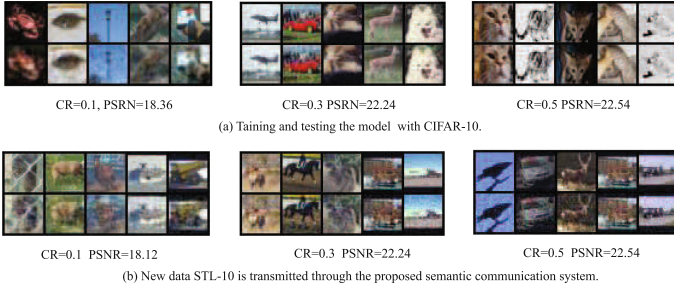 CR=0.1, PSRN=18.36 CR=0.3 PSRN=22.24 CR=0.5 PSRN=22.54
(a) Taining and testing the model with CIFAR-10.
CR=0.1 PSNR=18.12 CR=0.3 PSNR=22.24 CR=0.5 PSNR=22.54
(b) New data STL-10 is transmitted through the proposed semantic communication system.